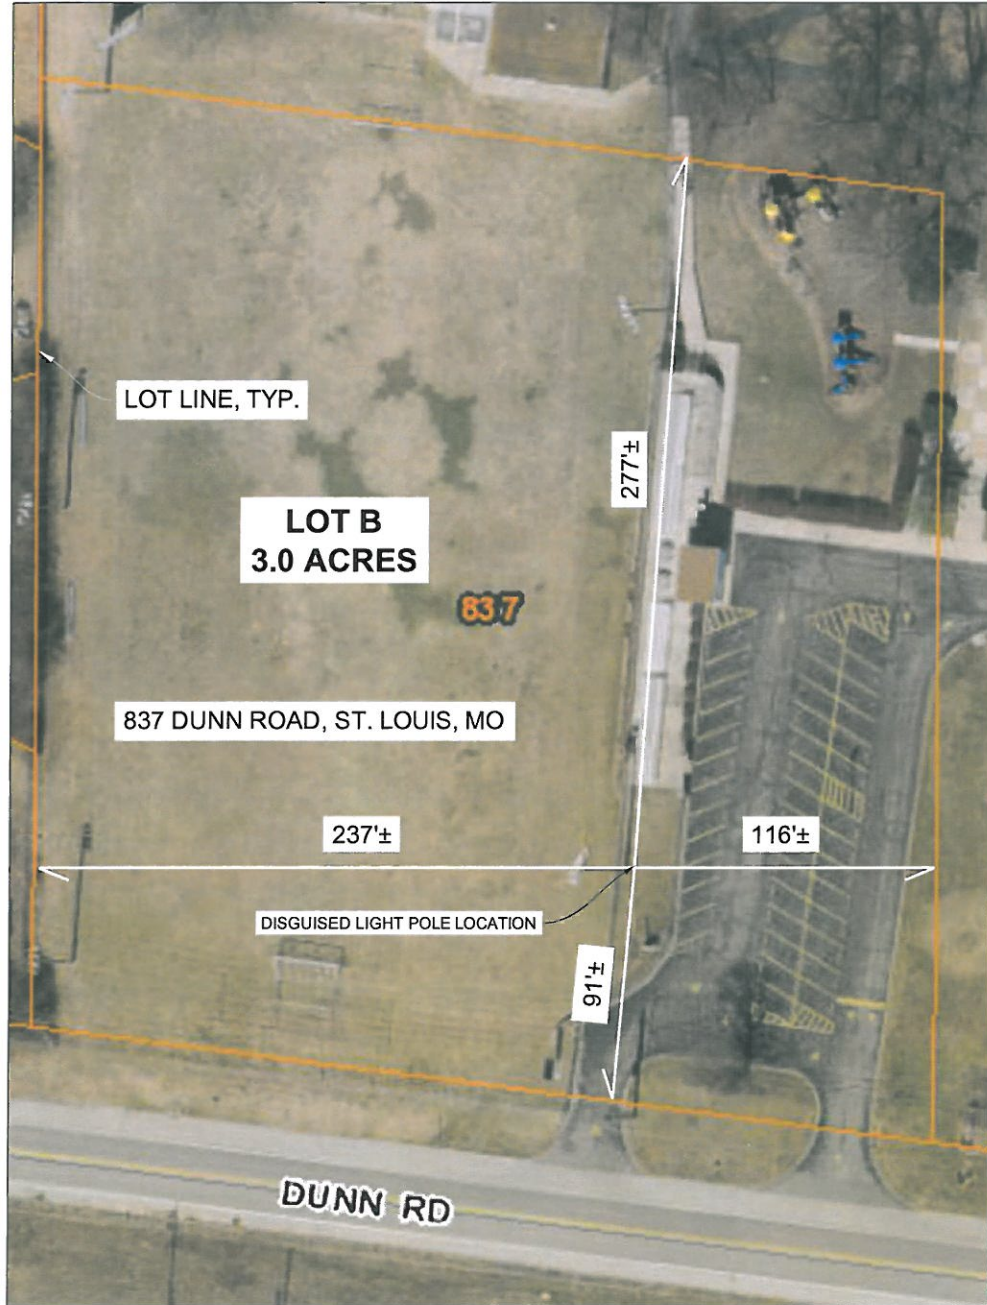 LOT LINE, TYP.
277'±
LOT B
3.0 ACRES
837
837 DUNN ROAD, ST. LOUIS, MO
237'±
116'±
DISGUISED LIGHT POLE LOCATION
91'±
DUNN RD